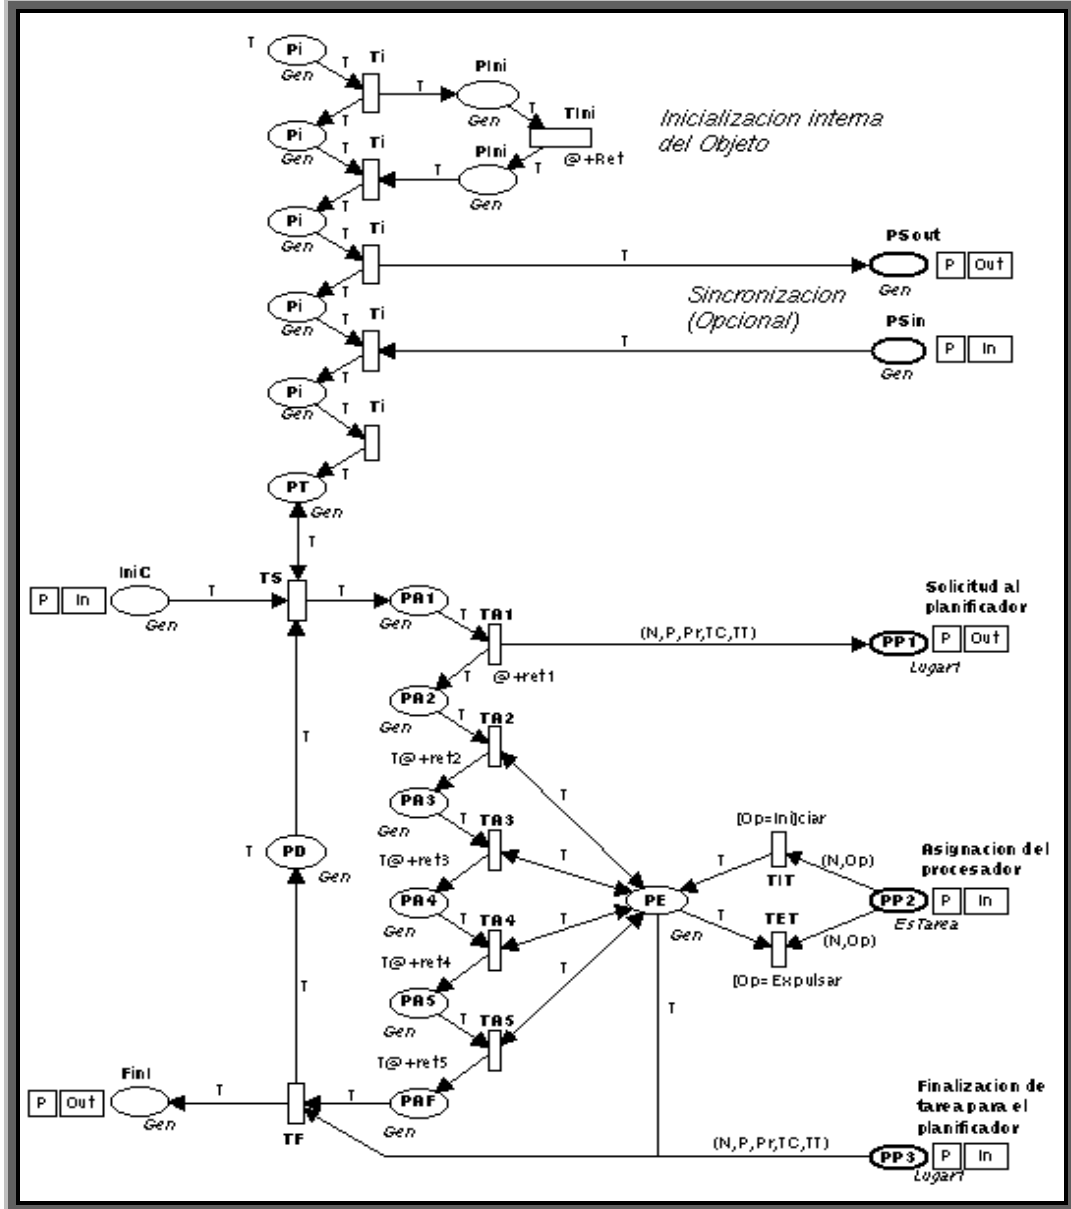 T
Pi
Gen
T
Ti
T
PIni
Gen
T
TIni
@+Ret
Inicializacion interna
del Objeto
T
Pi
Gen
T
Ti
T
PIni
Gen
T
T
Pi
Gen
T
Ti
T
PSout
Gen
P
Out
T
Sincronizacion
(Opcional)
Pi
Gen
T
Ti
T
PSin
Gen
P
In
T
Pi
Gen
T
Ti
T
PT
Gen
T
IniC
P
In
Gen
T
TS
T
PA1
Gen
T
TA1
@+ret1
(N,P,Pr,TC,TT)
Solicitud al
planificador
PP1
P
Out
Lugar1
T
PA2
Gen
T
TA2
T@+ret2
T
T
PA3
Gen
T
TA3
T@+ret3
T
[Op=Ini]ciar
T
TIT
(N,Op)
Asignacion del
procesador
T
PD
Gen
PA4
Gen
T
TA4
T@+ret4
T
PE
Gen
T
TET
(N,Op)
PP2
P
In
EsTarea
[Op=Expulsar
T
PA5
Gen
T
TA5
T@+ret5
T
T
FinI
P
Out
Gen
T
TF
T
PAF
Gen
(N,P,Pr,TC,TT)
Finalizacion de
tarea para el
planificador
PP3
P
In
Lugar1